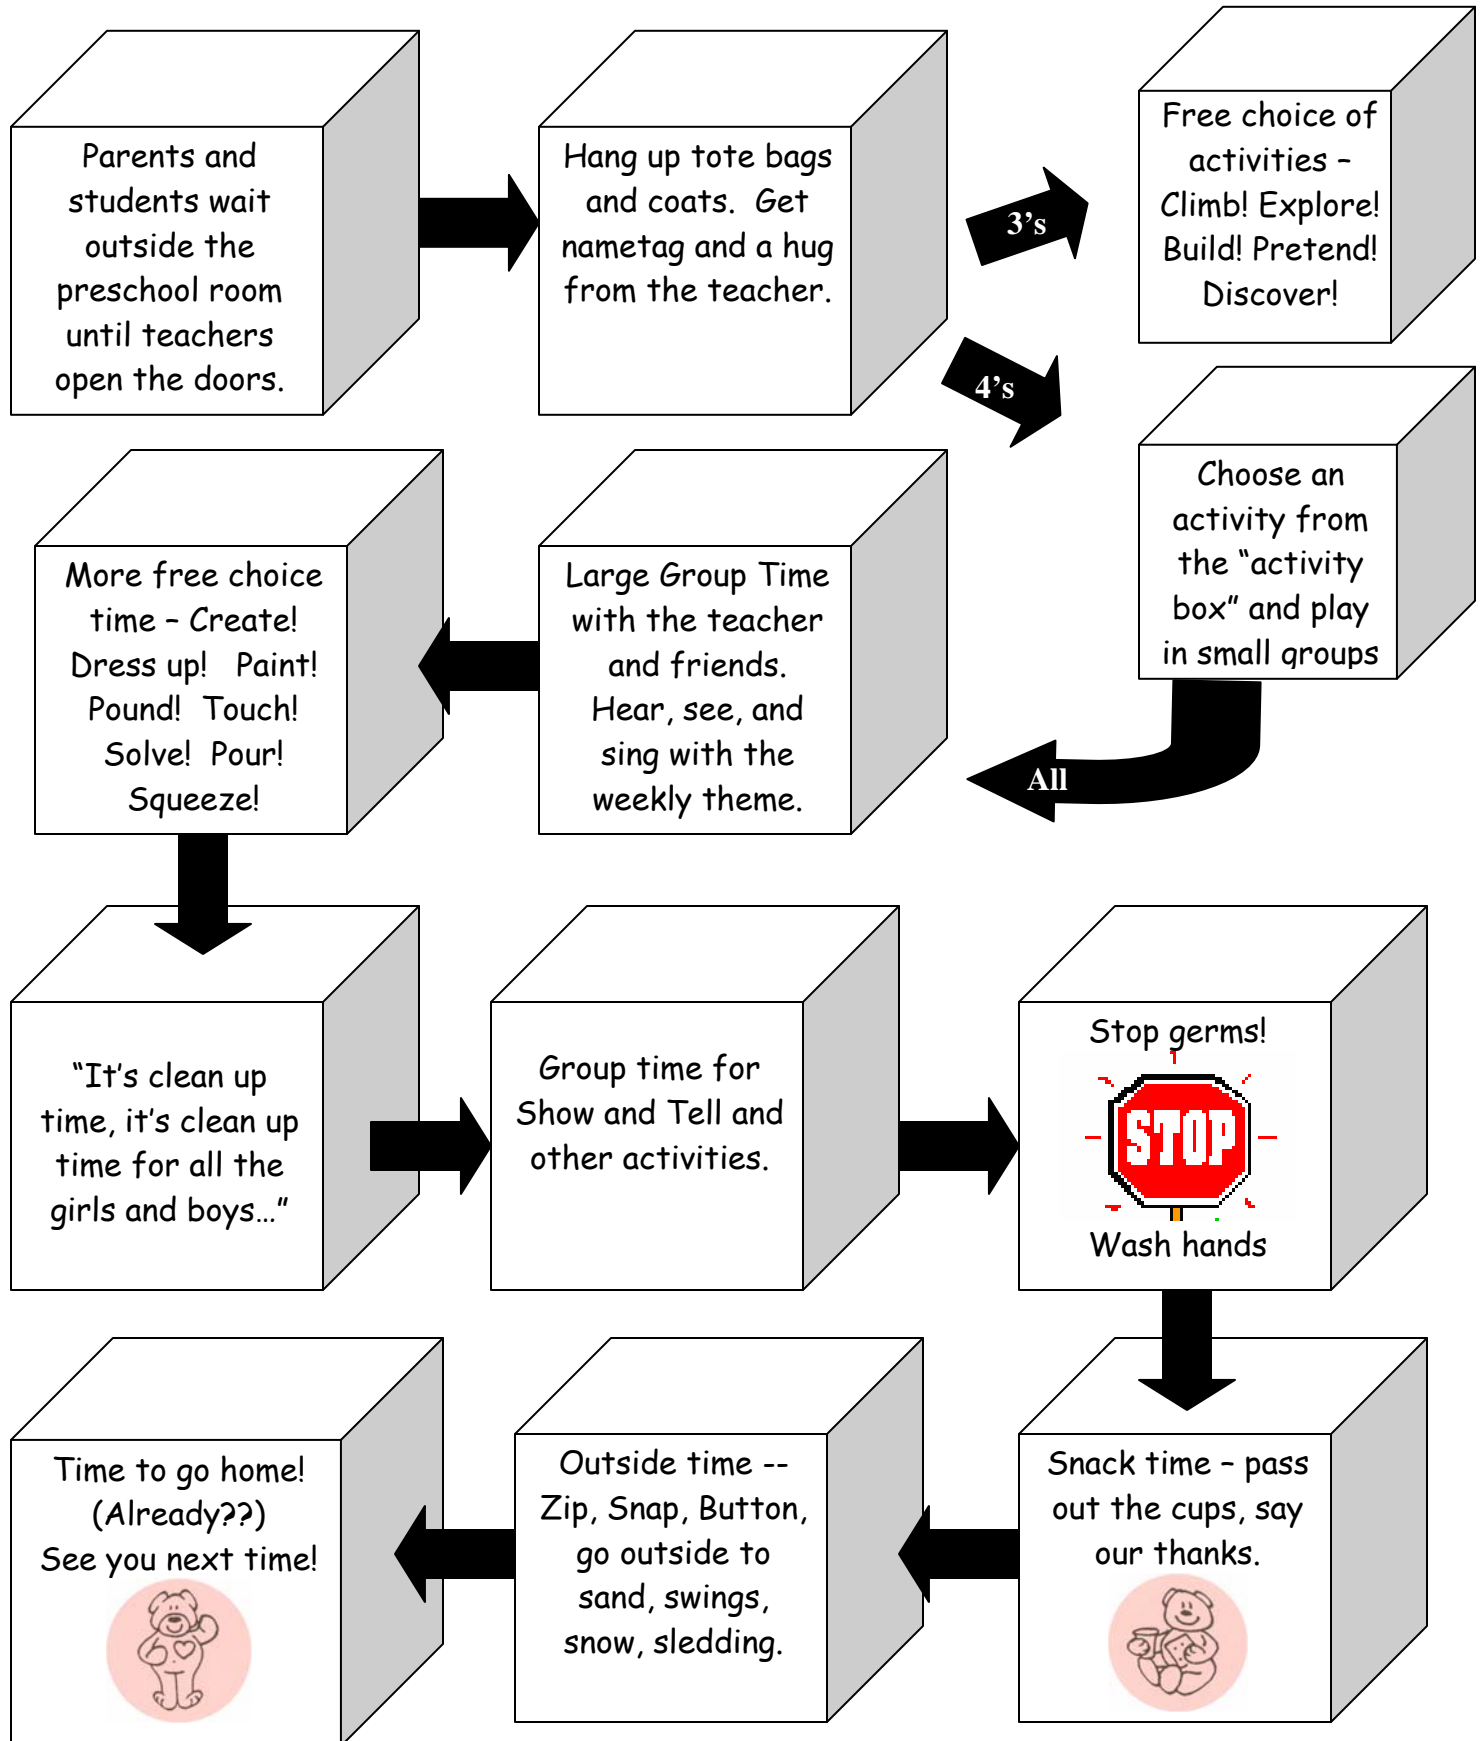 Parents and
students wait
outside the
preschool room
until teachers
open the doors.
Hang up tote bags
and coats.  Get
nametag and a hug
from the teacher.
3's
Free choice of
activities –
Climb! Explore!
Build! Pretend!
Discover!
4's
Choose an
activity from
the “activity
box” and play
in small groups
All
Large Group Time
with the teacher
and friends.
Hear, see, and
sing with the
weekly theme.
More free choice
time – Create!
Dress up!   Paint!
Pound!  Touch!
Solve!  Pour!
Squeeze!
“It's clean up
time, it's clean up
time for all the
girls and boys…”
Group time for
Show and Tell and
other activities.
Stop germs!
STOP
Wash hands
Snack time – pass
out the cups, say
our thanks.
Outside time --
Zip, Snap, Button,
go outside to
sand, swings,
snow, sledding.
Time to go home!
(Already??)
See you next time!